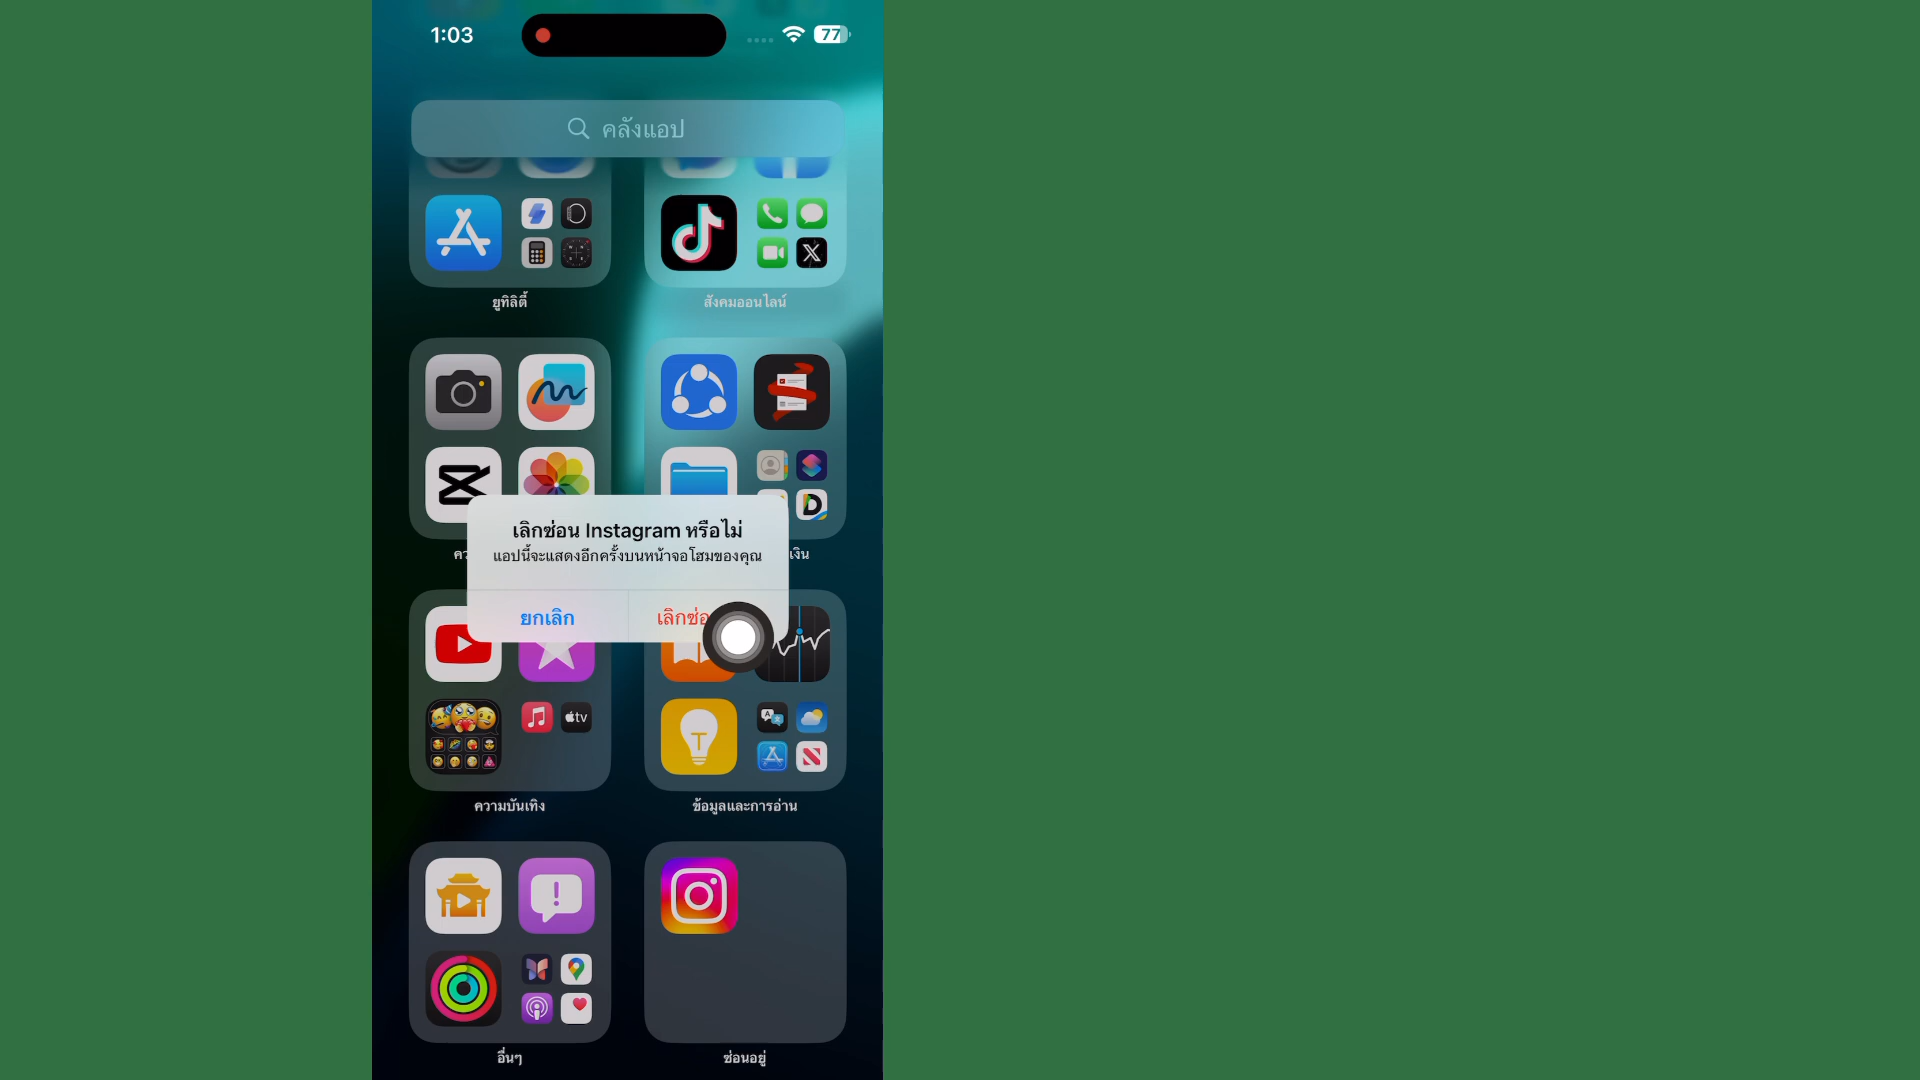 1:03
77
คลังแอป
ยูทิลิตี้
สังคมออนไลน์
เลิกซ่อน Instagram หรือไม่
แอปนี้จะแสดงอีกครั้งบนหน้าจอโฮมของคุณ
ยกเลิก
tv
ความบันเทิง
ข้อมูลและการอ่าน
อื่นๆ
ซ่อนอยู่